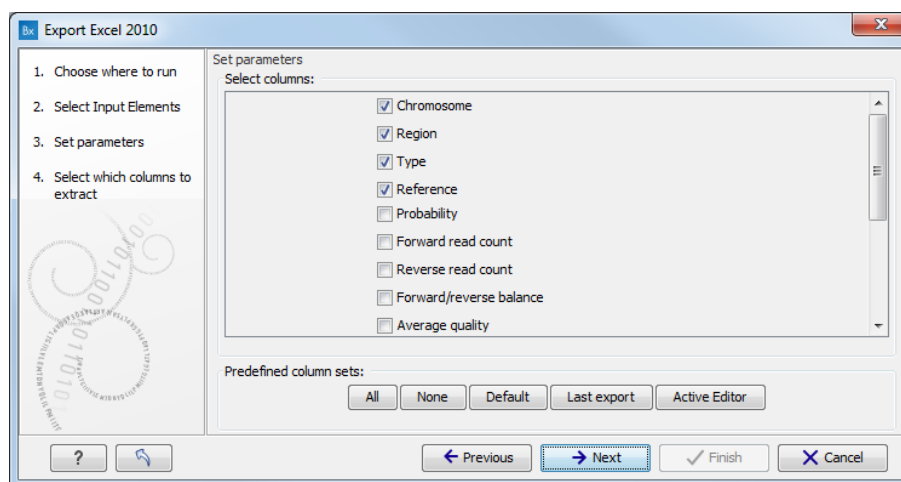 Bx Export Excel 2010
1. Choose where to run
2. Select Input Elements
3. Set parameters
4. Select which columns to
extract
Set parameters
Select columns:
Chromosome
Region
Type
Reference
Probability
Forward read count
Reverse read count
Forward/reverse balance
Average quality
Predefined column sets:
All None Default Last export Active Editor
? Previous Next Finish Cancel